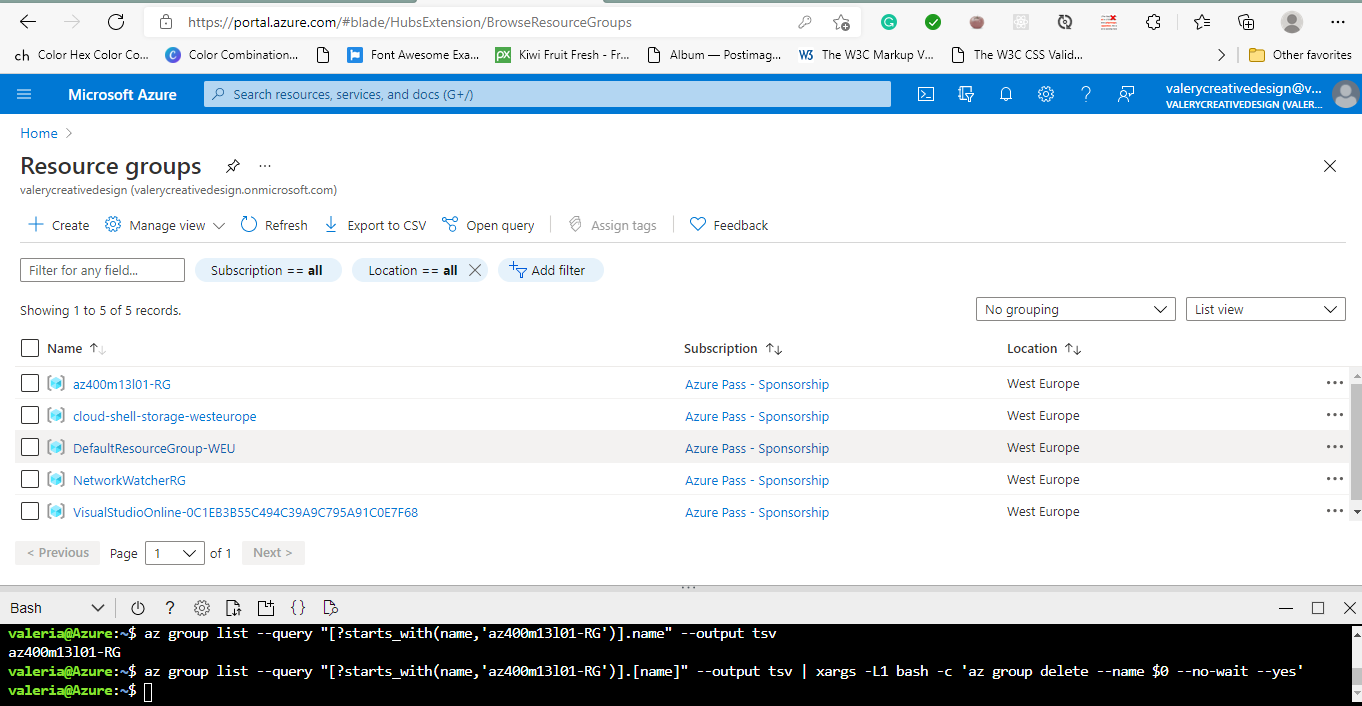 https://portal.azure.com/#blade/HubsExtension/BrowseResourceGroups
ch Color Hex Color Co... C Color Combination... Font Awesome Exa... px Kiwi Fruit Fresh - Fr... Album — Postimag... W3 The W3C Markup V... The W3C CSS Valid... Other favorites
Microsoft Azure Search resources, services, and docs (G+/) valerycreativedesign@v...
VALERYCREATIVEDESIGN (VALER...
Home
Resource groups ...
valerycreativedesign (valerycreativedesign.onmicrosoft.com)
Create Manage view Refresh Export to CSV Open query Assign tags Feedback
Filter for any field... Subscription == all Location == all Add filter
Showing 1 to 5 of 5 records. No grouping List view
Name ↑↓ Subscription ↑↓ Location ↑↓
az400m13l01-RG Azure Pass - Sponsorship West Europe ...
cloud-shell-storage-westeurope Azure Pass - Sponsorship West Europe ...
DefaultResourceGroup-WEU Azure Pass - Sponsorship West Europe ...
NetworkWatcherRG Azure Pass - Sponsorship West Europe ...
VisualStudioOnline-0C1EB3B55C494C39A9C795A91C0E7F68 Azure Pass - Sponsorship West Europe ...
< Previous Page 1 of 1 Next >
Bash ? {}
valeria@Azure:~$ az group list --query "[?starts_with(name,'az400m13l01-RG')].name" --output tsv
az400m13l01-RG
valeria@Azure:~$ az group list --query "[?starts_with(name,'az400m13l01-RG')].[name]" --output tsv | xargs -L1 bash -c 'az group delete --name $0 --no-wait --yes'
valeria@Azure:~$